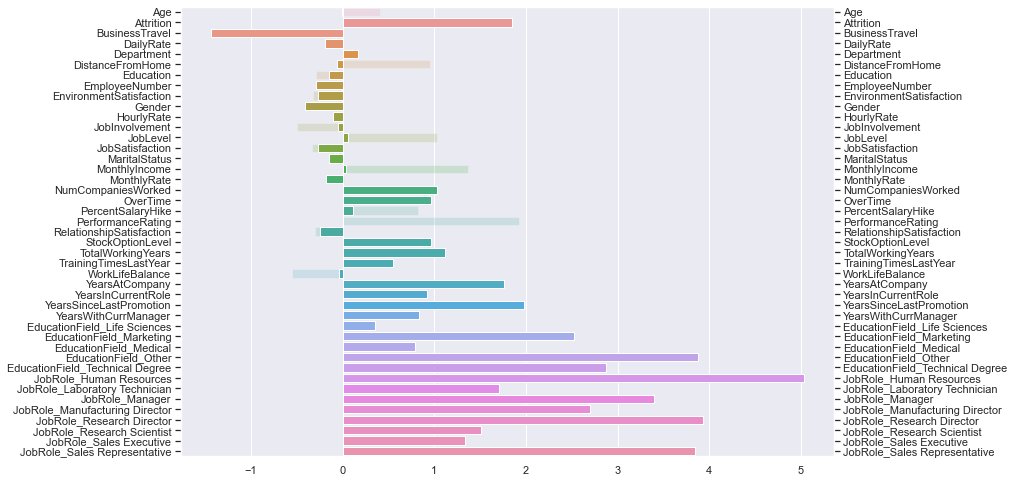 Age Age
Attrition Attrition
BusinessTravel BusinessTravel
DailyRate DailyRate
Department Department
DistanceFromHome DistanceFromHome
Education Education
EmployeeNumber EmployeeNumber
EnvironmentSatisfaction EnvironmentSatisfaction
Gender Gender
HourlyRate HourlyRate
JobInvolvement JobInvolvement
JobLevel JobLevel
JobSatisfaction JobSatisfaction
MaritalStatus MaritalStatus
MonthlyIncome MonthlyIncome
MonthlyRate MonthlyRate
NumCompaniesWorked NumCompaniesWorked
OverTime OverTime
PercentSalaryHike PercentSalaryHike
PerformanceRating PerformanceRating
RelationshipSatisfaction RelationshipSatisfaction
StockOptionLevel StockOptionLevel
TotalWorkingYears TotalWorkingYears
TrainingTimesLastYear TrainingTimesLastYear
WorkLifeBalance WorkLifeBalance
YearsAtCompany YearsAtCompany
YearsInCurrentRole YearsInCurrentRole
YearsSinceLastPromotion YearsSinceLastPromotion
YearsWithCurrManager YearsWithCurrManager
EducationField_Life Sciences EducationField_Life Sciences
EducationField_Marketing EducationField_Marketing
EducationField_Medical EducationField_Medical
EducationField_Other EducationField_Other
EducationField_Technical Degree EducationField_Technical Degree
JobRole_Human Resources JobRole_Human Resources
JobRole_Laboratory Technician JobRole_Laboratory Technician
JobRole_Manager JobRole_Manager
JobRole_Manufacturing Director JobRole_Manufacturing Director
JobRole_Research Director JobRole_Research Director
JobRole_Research Scientist JobRole_Research Scientist
JobRole_Sales Executive JobRole_Sales Executive
JobRole_Sales Representative JobRole_Sales Representative
−1 0 1 2 3 4 5